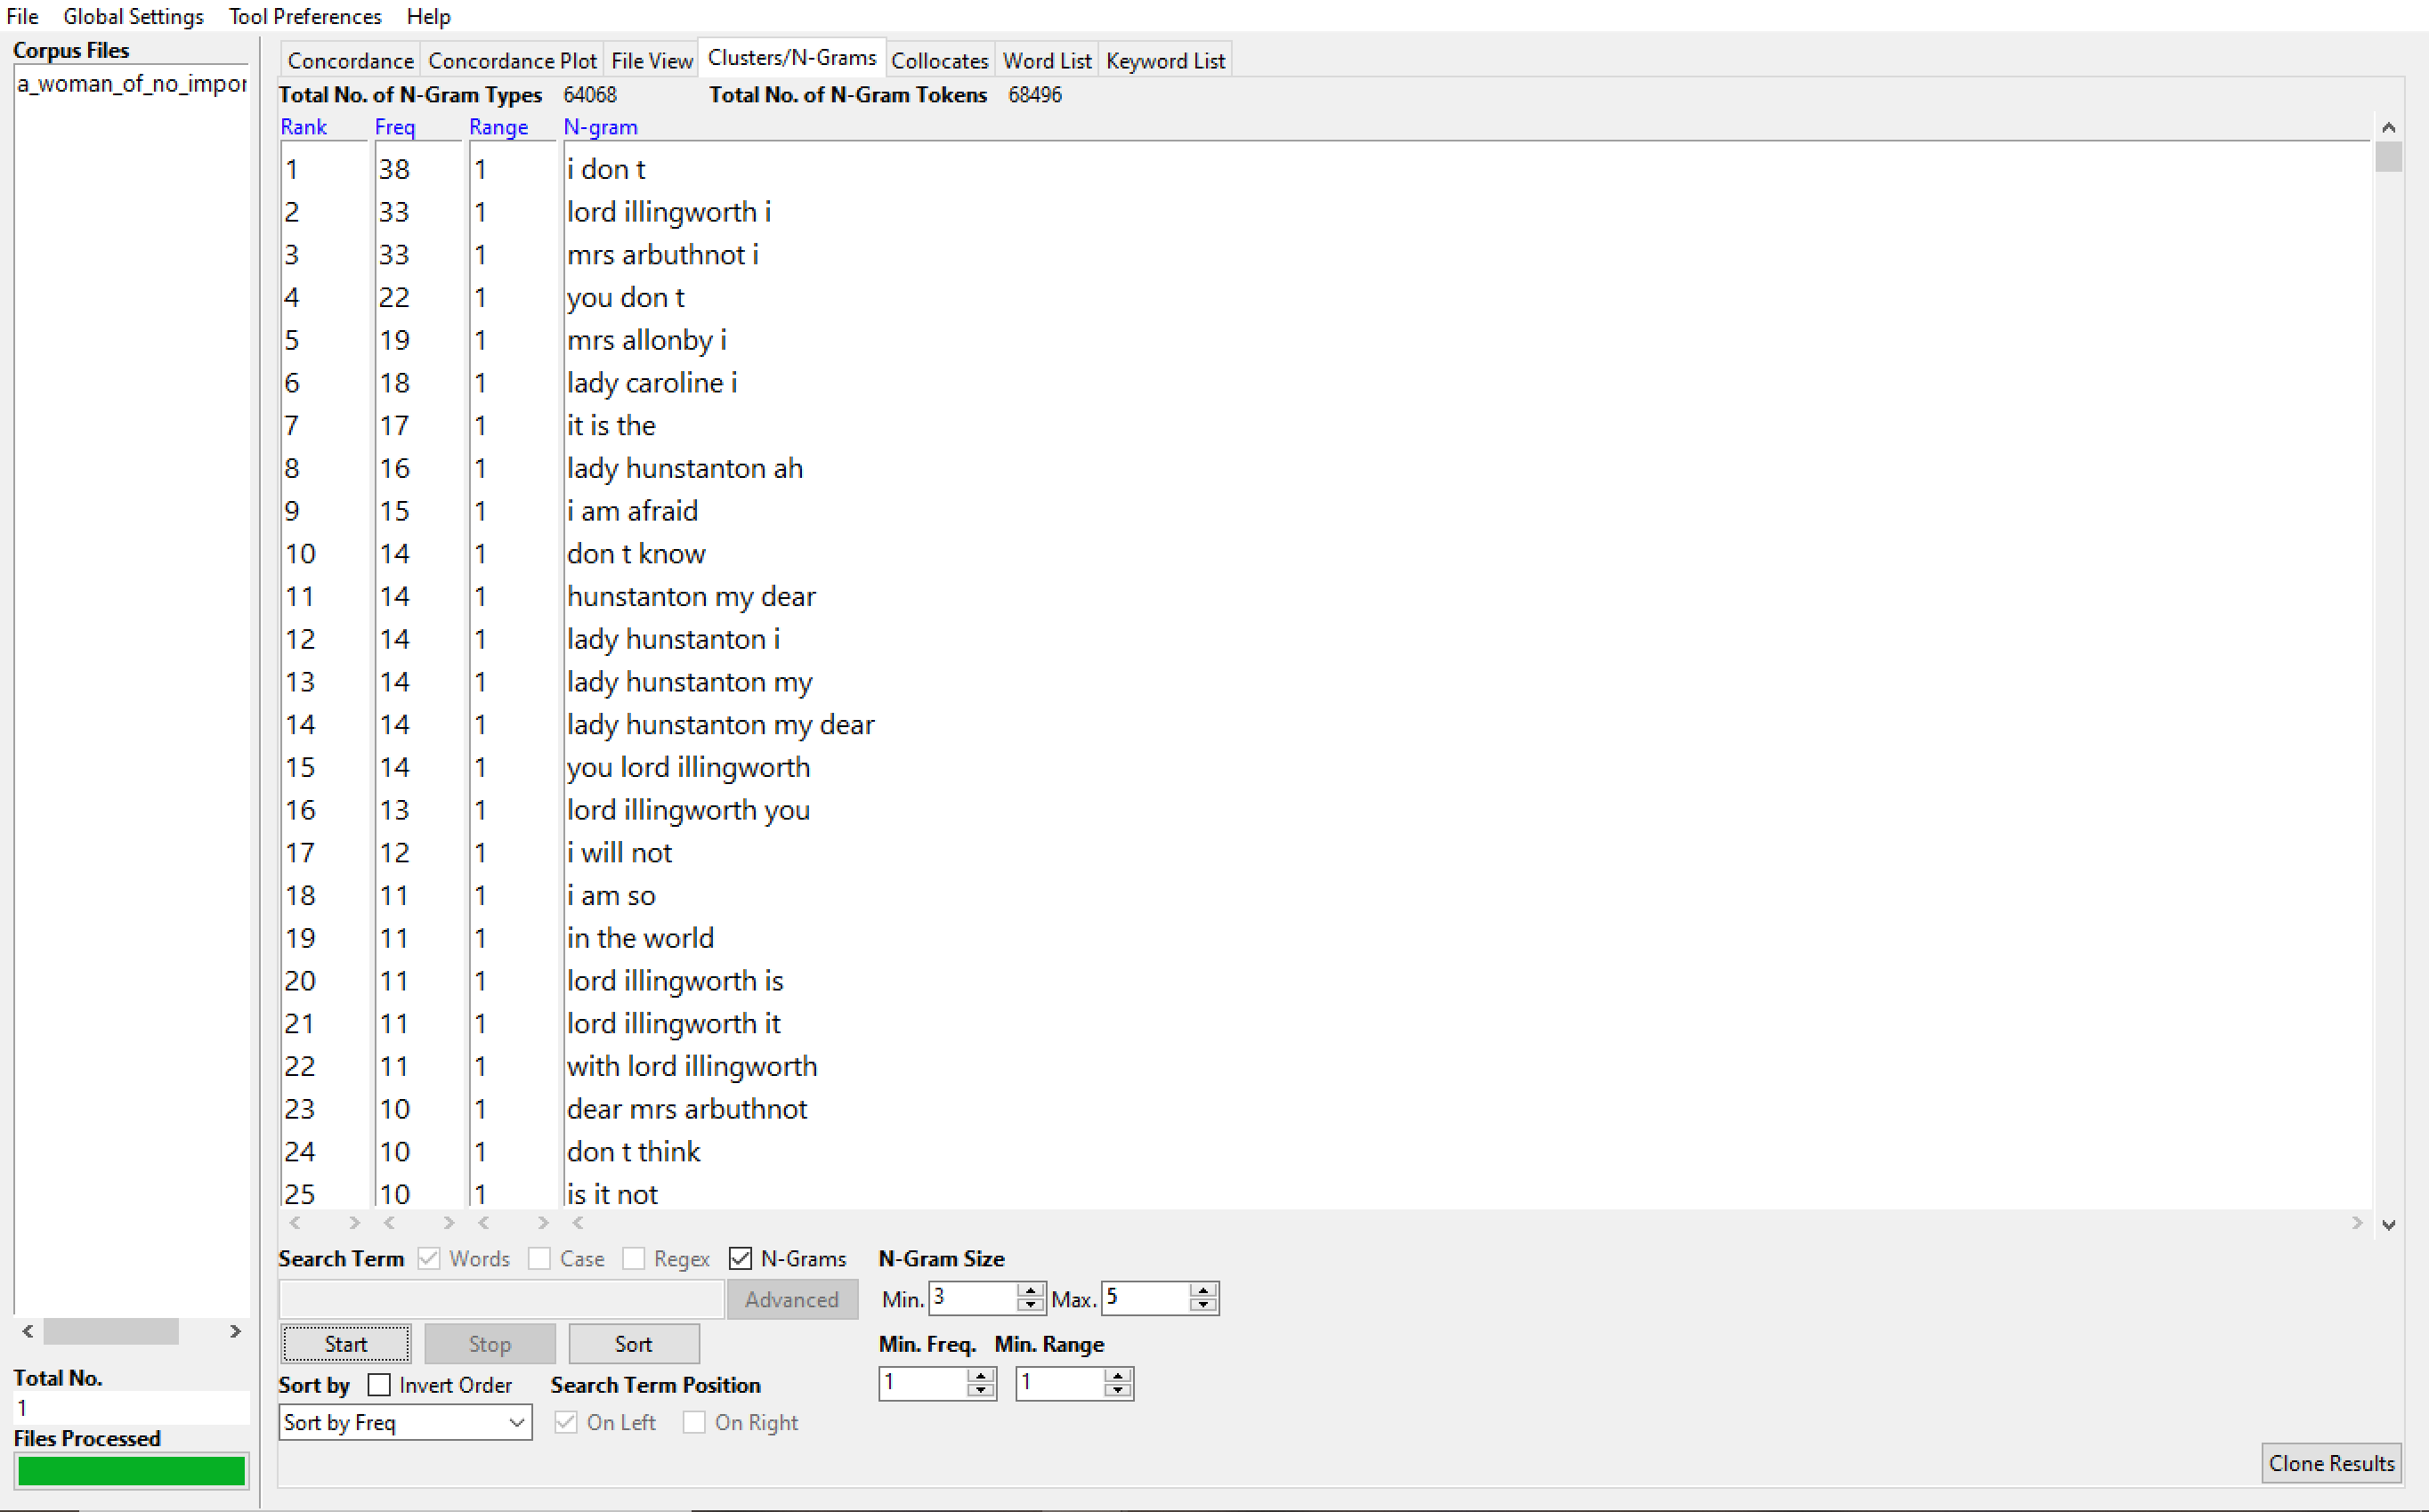 File Global Settings Tool Preferences Help
Corpus Files
a_woman_of_no_impor
Total No.
1
Files Processed
Concordance Concordance Plot File View Clusters/N-Grams Collocates Word List Keyword List
Total No. of N-Gram Types 64068 Total No. of N-Gram Tokens 68496
Rank Freq Range N-gram
1 38 1 i don t
2 33 1 lord illingworth i
3 33 1 mrs arbuthnot i
4 22 1 you don t
5 19 1 mrs allonby i
6 18 1 lady caroline i
7 17 1 it is the
8 16 1 lady hunstanton ah
9 15 1 i am afraid
10 14 1 don t know
11 14 1 hunstanton my dear
12 14 1 lady hunstanton i
13 14 1 lady hunstanton my
14 14 1 lady hunstanton my dear
15 14 1 you lord illingworth
16 13 1 lord illingworth you
17 12 1 i will not
18 11 1 i am so
19 11 1 in the world
20 11 1 lord illingworth is
21 11 1 lord illingworth it
22 11 1 with lord illingworth
23 10 1 dear mrs arbuthnot
24 10 1 don t think
25 10 1 is it not
Search Term Words Case Regex N-Grams N-Gram Size
Advanced Min. 3 Max. 5
Start Stop Sort Min. Freq. Min. Range
Sort by Invert Order Search Term Position 1 1
Sort by Freq On Left On Right
Clone Results